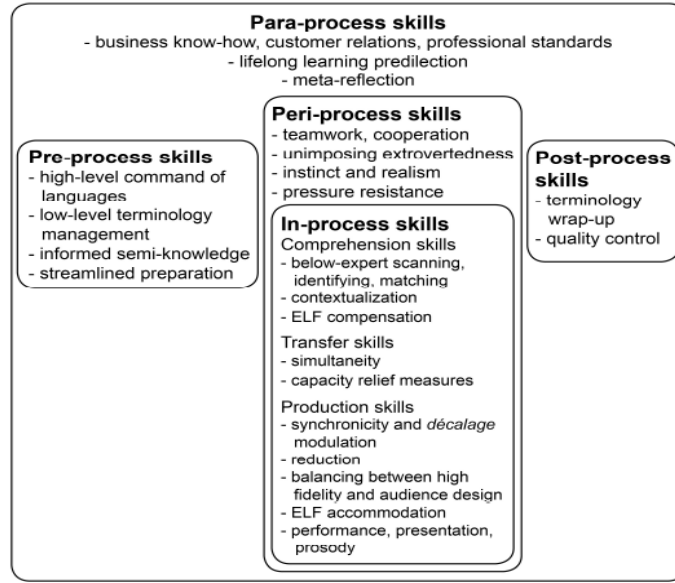 Para-process skills
- business know-how, customer relations, professional standards
- lifelong learning predilection
- meta-reflection
Pre-process skills
- high-level command of
languages
- low-level terminology
management
- informed semi-knowledge
- streamlined preparation
Peri-process skills
- teamwork, cooperation
- unimposing extrovertedness
- instinct and realism
- pressure resistance
In-process skills
Comprehension skills
- below-expert scanning,
identifying, matching
- contextualization
- ELF compensation
Transfer skills
- simultaneity
- capacity relief measures
Production skills
- synchronicity and décalage
modulation
- reduction
- balancing between high
fidelity and audience design
- ELF accommodation
- performance, presentation,
prosody
Post-process
skills
- terminology
wrap-up
- quality control